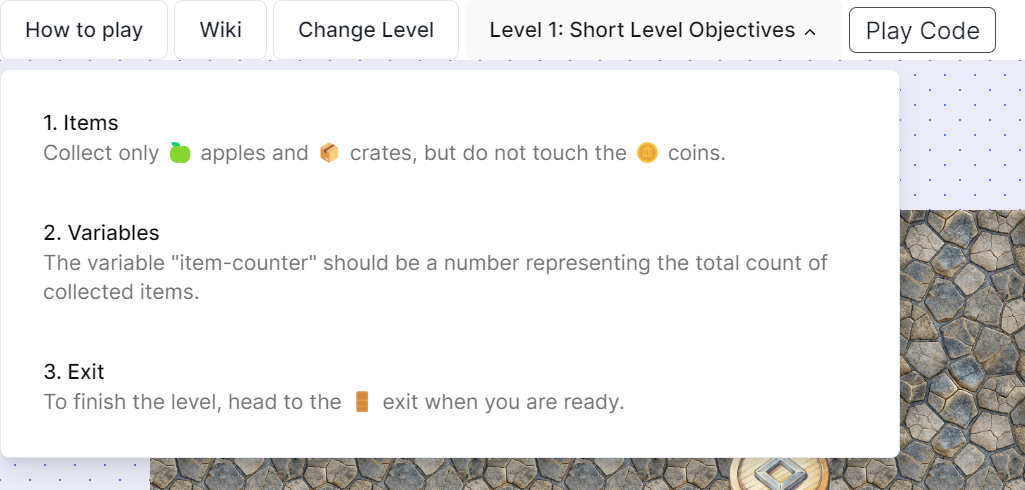 How to play
Wiki
Change Level
Level 1: Short Level Objectives
Play Code
1. Items
Collect only apples and crates, but do not touch the coins.
2. Variables
The variable "item-counter" should be a number representing the total count of
collected items.
3. Exit
To finish the level, head to the exit when you are ready.